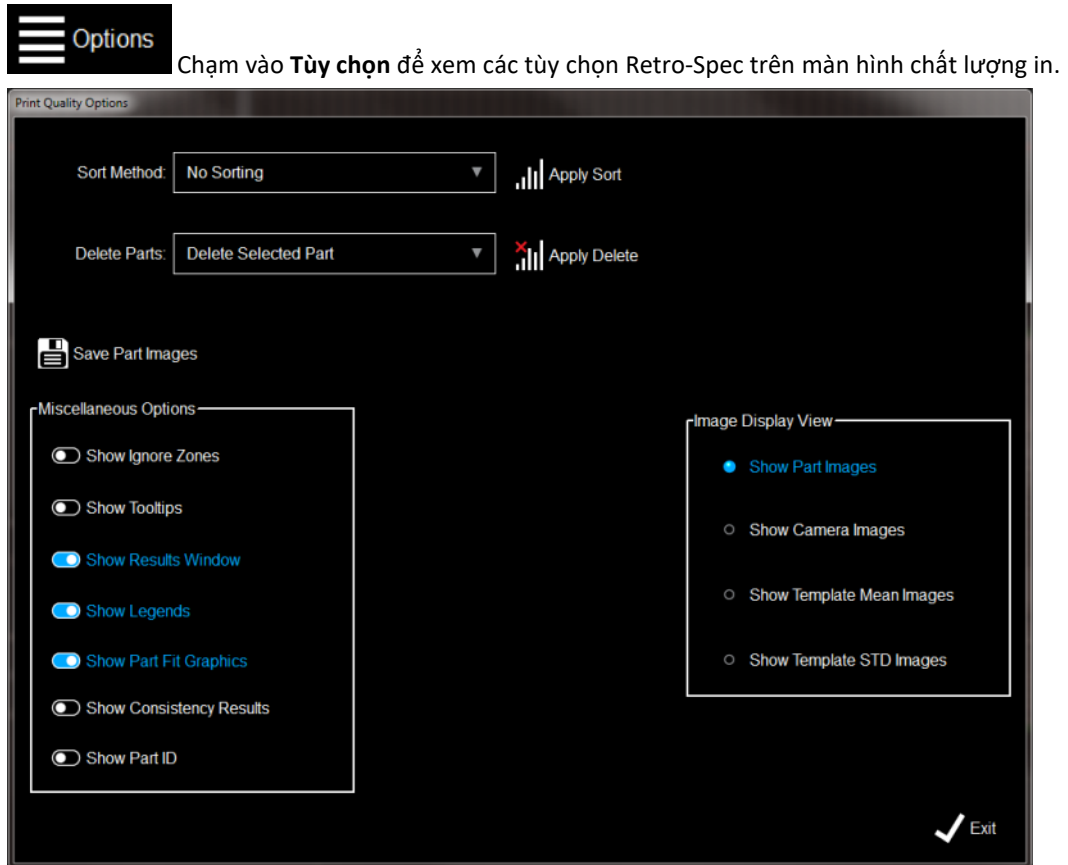 Options
Chạm vào Tùy chọn để xem các tùy chọn Retro-Spec trên màn hình chất lượng in.
Print Quality Options
Sort Method: No Sorting Apply Sort
Delete Parts: Delete Selected Part Apply Delete
Save Part Images
Miscellaneous Options
Show Ignore Zones
Show Tooltips
Show Results Window
Show Legends
Show Part Fit Graphics
Show Consistency Results
Show Part ID
Image Display View
Show Part Images
Show Camera Images
Show Template Mean Images
Show Template STD Images
Exit